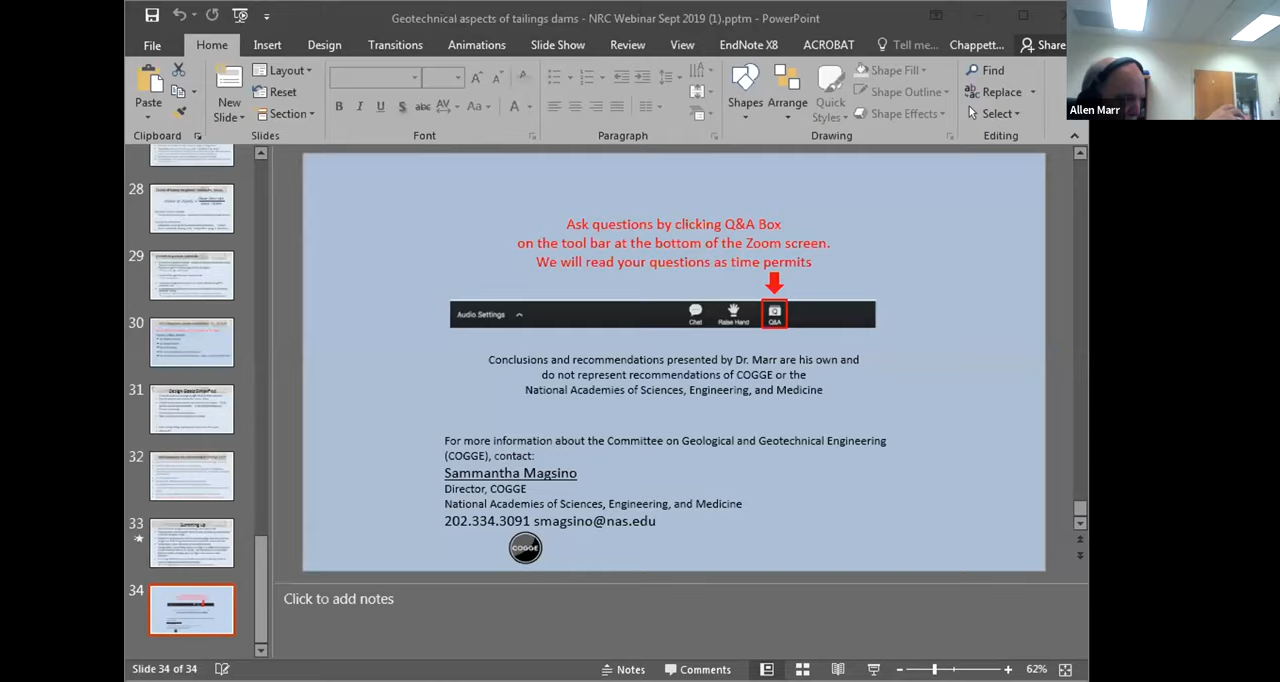 Geotechnical aspects of tailings dams - NRC Webinar Sept 2019 (1).pptm - PowerPoint
File Home Insert Design Transitions Animations Slide Show Review View EndNote X8 ACROBAT Tell me... Chappett... Share
Allen Marr
Paste
New
Slide
Layout
Reset
Section
Shapes
Arrange
Quick
Styles
Shape Fill
Shape Outline
Shape Effects
Find
Replace
Select
B I U S abc AV Aa A
Clipboard Slides Font Paragraph Drawing Editing
28
29
30
31
32
33
34
Summing Up
Ask questions by clicking Q&A Box
on the tool bar at the bottom of the Zoom screen.
We will read your questions as time permits
Audio Settings Chat Raise Hand Q&A
Conclusions and recommendations presented by Dr. Marr are his own and
do not represent recommendations of COGGE or the
National Academies of Sciences, Engineering, and Medicine
For more information about the Committee on Geological and Geotechnical Engineering
(COGGE), contact:
Sammantha Magsino
Director, COGGE
National Academies of Sciences, Engineering, and Medicine
202.334.3091 smagsino@nas.edu
COGGE
Click to add notes
Slide 34 of 34 Notes Comments 62%